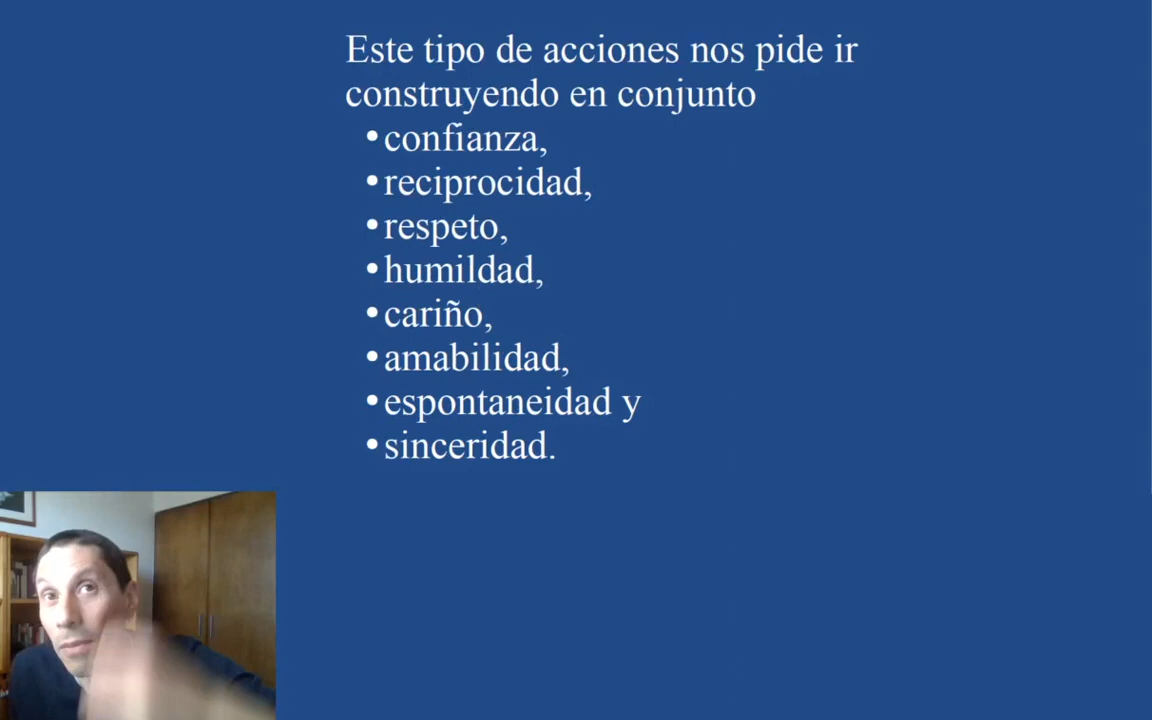 Este tipo de acciones nos pide ir
construyendo en conjunto
•confianza,
•reciprocidad,
•respeto,
•humildad,
•cariño,
•amabilidad,
•espontaneidad y
•sinceridad.